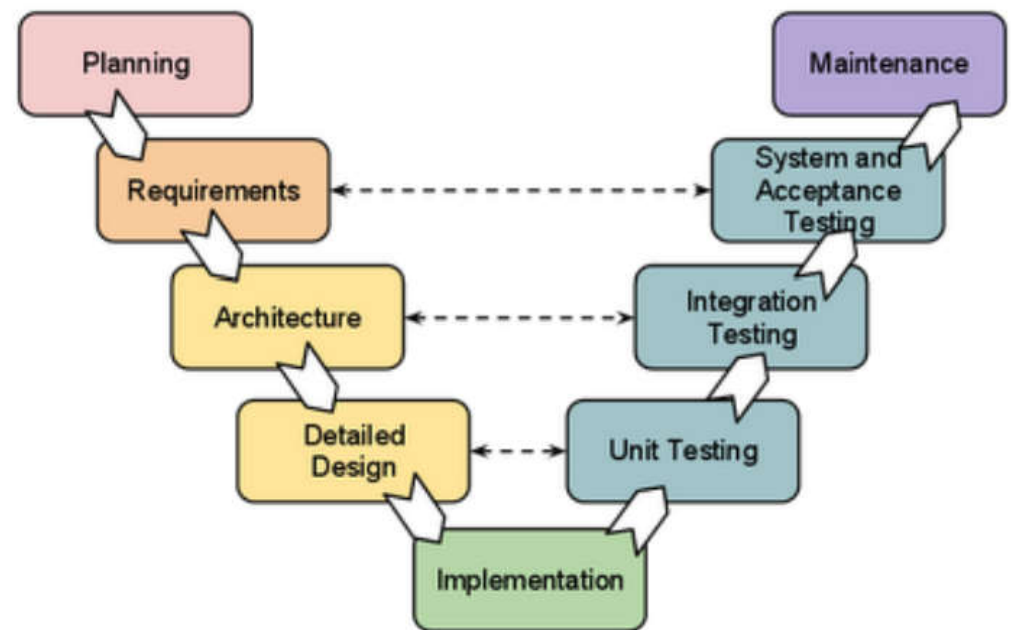 Planning
Maintenance
Requirements
System and
Acceptance
Testing
Architecture
Integration
Testing
Detailed
Design
Unit Testing
Implementation